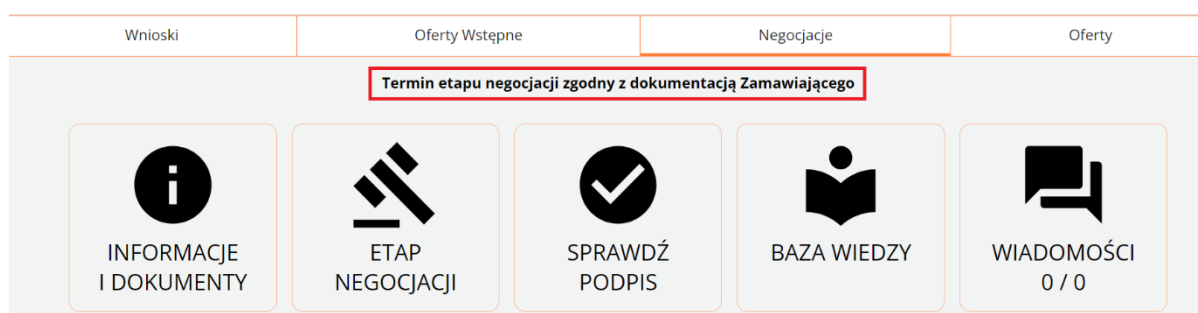 Wnioski
Oferty Wstępne
Negocjacje
Oferty
Termin etapu negocjacji zgodny z dokumentacją Zamawiającego
INFORMACJE
I DOKUMENTY
ETAP
NEGOCJACJI
SPRAWDŹ
PODPIS
BAZA WIEDZY
WIADOMOŚCI
0 / 0